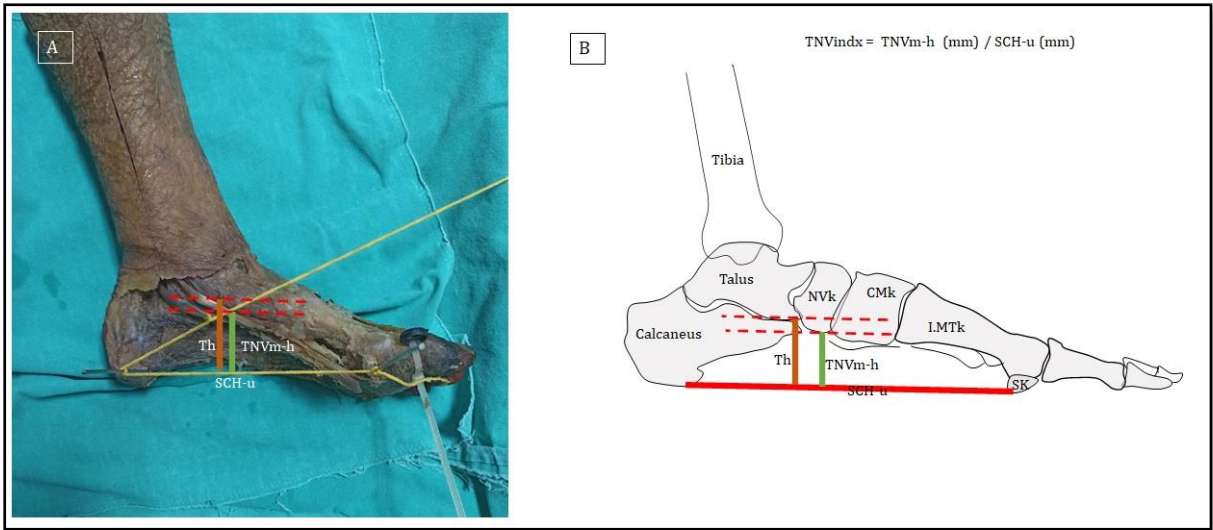 A
Th
TNVm-h
SCH-u
B
TNVindx = TNVm-h (mm) / SCH-u (mm)
Tibia
Talus
NVk
CMk
Calcaneus
I.MTk
Th
TNVm-h
SK
SCH-u